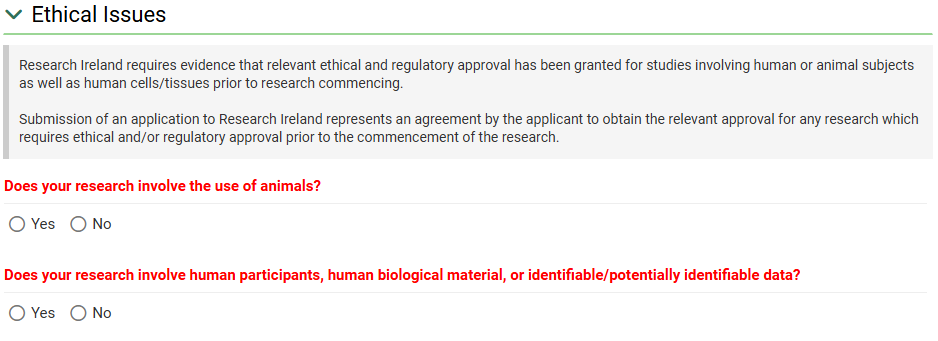 Ethical Issues
Research Ireland requires evidence that relevant ethical and regulatory approval has been granted for studies involving human or animal subjects
as well as human cells/tissues prior to research commencing.
Submission of an application to Research Ireland represents an agreement by the applicant to obtain the relevant approval for any research which
requires ethical and/or regulatory approval prior to the commencement of the research.
Does your research involve the use of animals?
Yes No
Does your research involve human participants, human biological material, or identifiable/potentially identifiable data?
Yes No